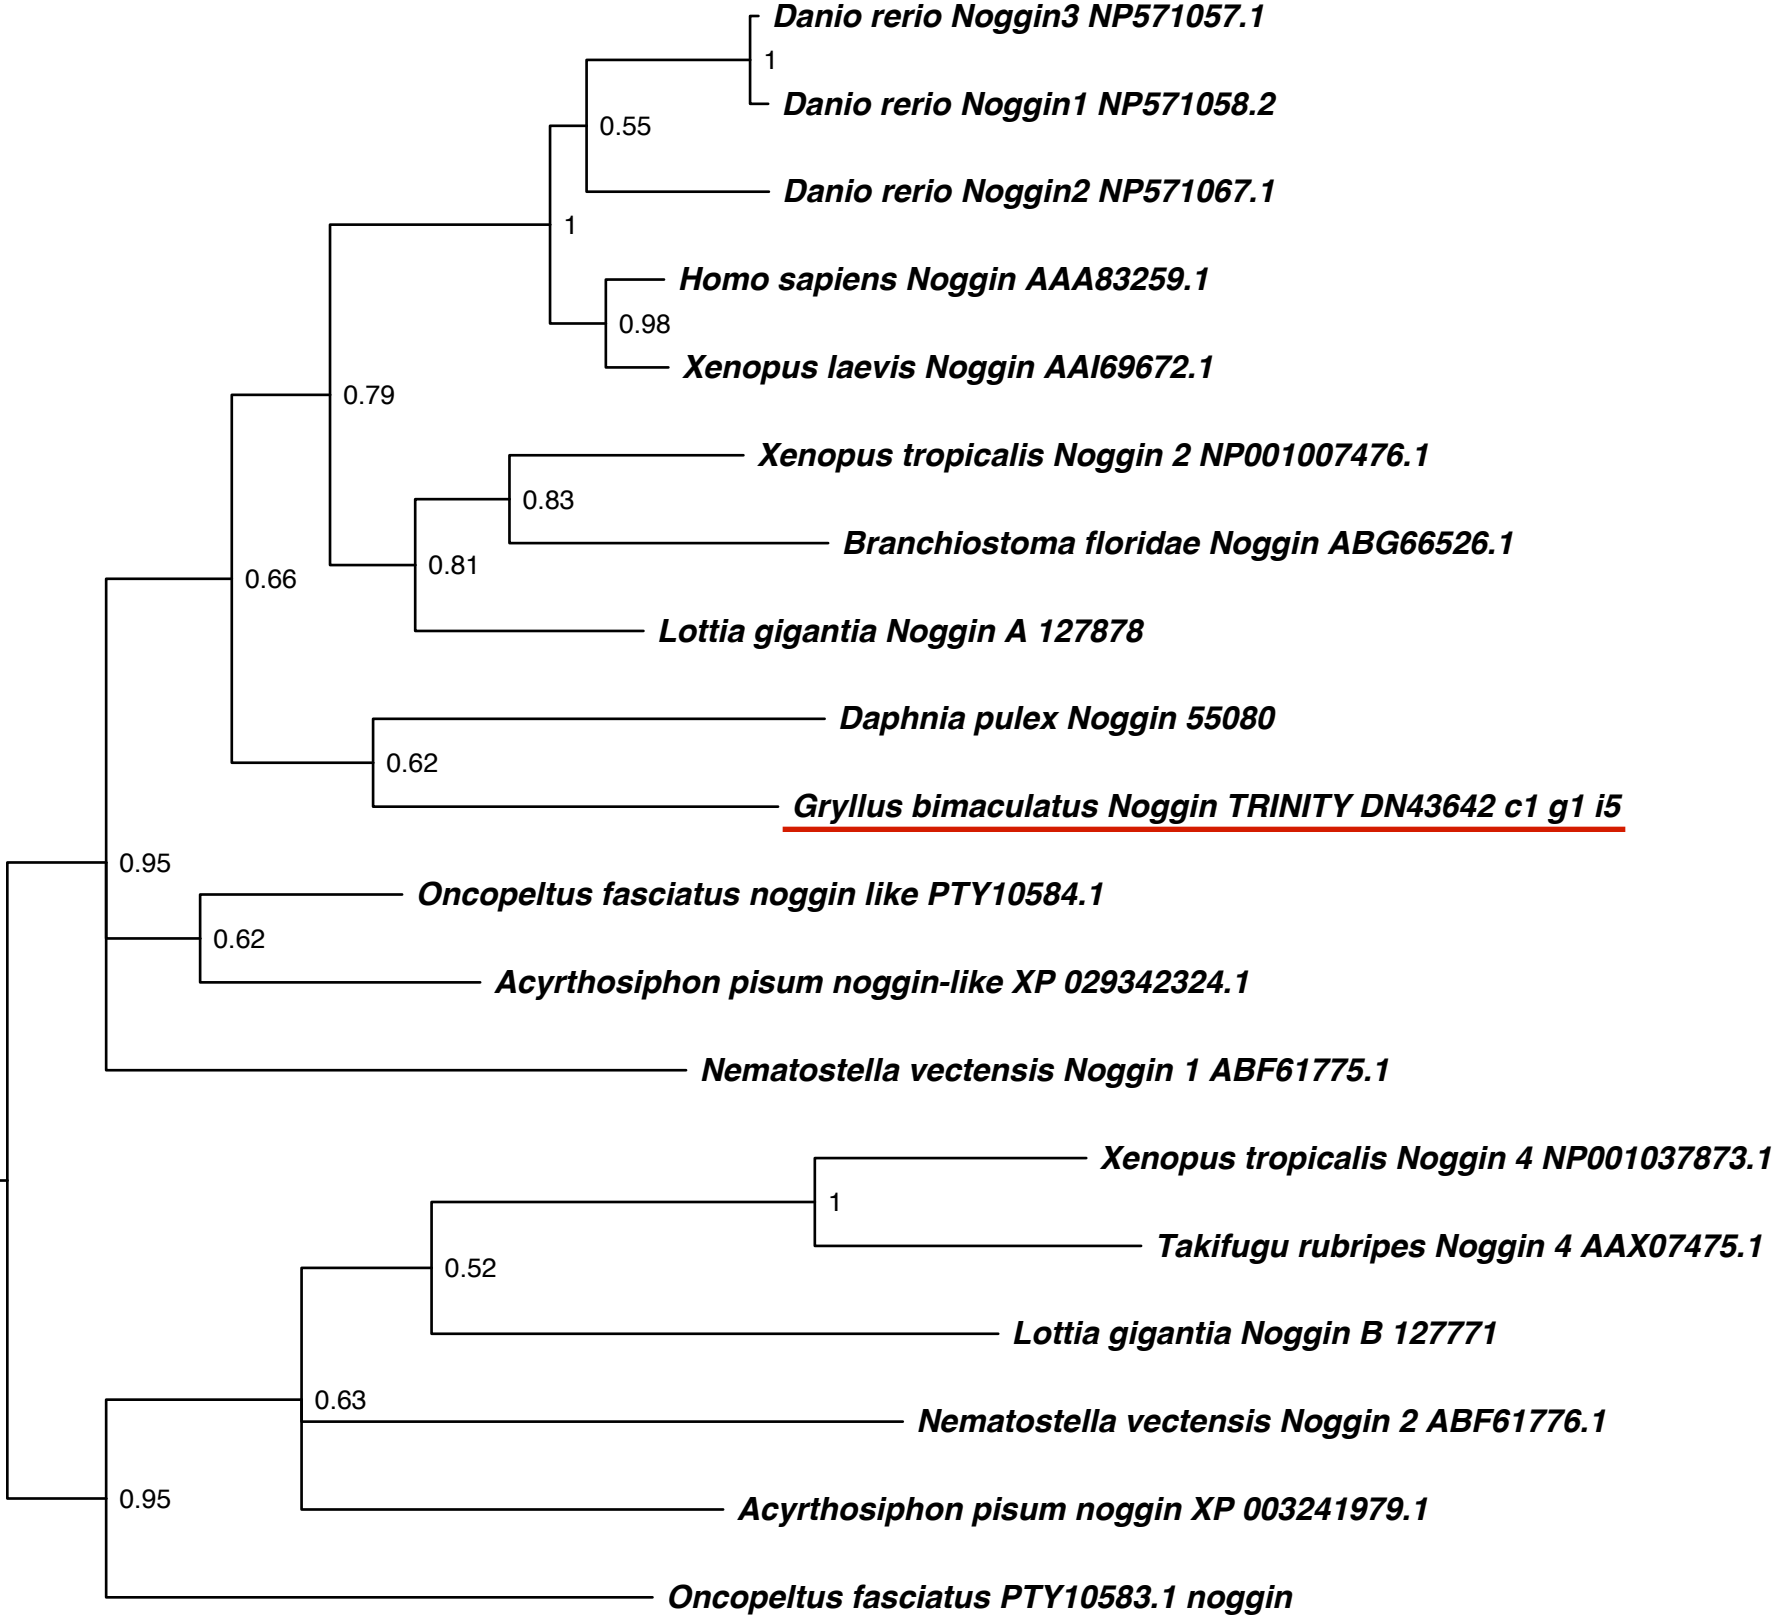 Danio rerio Noggin3 NP571057.1
1
Danio rerio Noggin1 NP571058.2
0.55
Danio rerio Noggin2 NP571067.1
1
Homo sapiens Noggin AAA83259.1
0.98
Xenopus laevis Noggin AAI69672.1
0.79
Xenopus tropicalis Noggin 2 NP001007476.1
0.83
Branchiostoma floridae Noggin ABG66526.1
0.81
0.66
Lottia gigantia Noggin A 127878
Daphnia pulex Noggin 55080
0.62
Gryllus bimaculatus Noggin TRINITY DN43642 c1 g1 i5
0.95
Oncopeltus fasciatus noggin like PTY10584.1
0.62
Acyrthosiphon pisum noggin-like XP 029342324.1
Nematostella vectensis Noggin 1 ABF61775.1
Xenopus tropicalis Noggin 4 NP001037873.1
1
Takifugu rubripes Noggin 4 AAX07475.1
0.52
Lottia gigantia Noggin B 127771
0.63
Nematostella vectensis Noggin 2 ABF61776.1
0.95
Acyrthosiphon pisum noggin XP 003241979.1
Oncopeltus fasciatus PTY10583.1 noggin